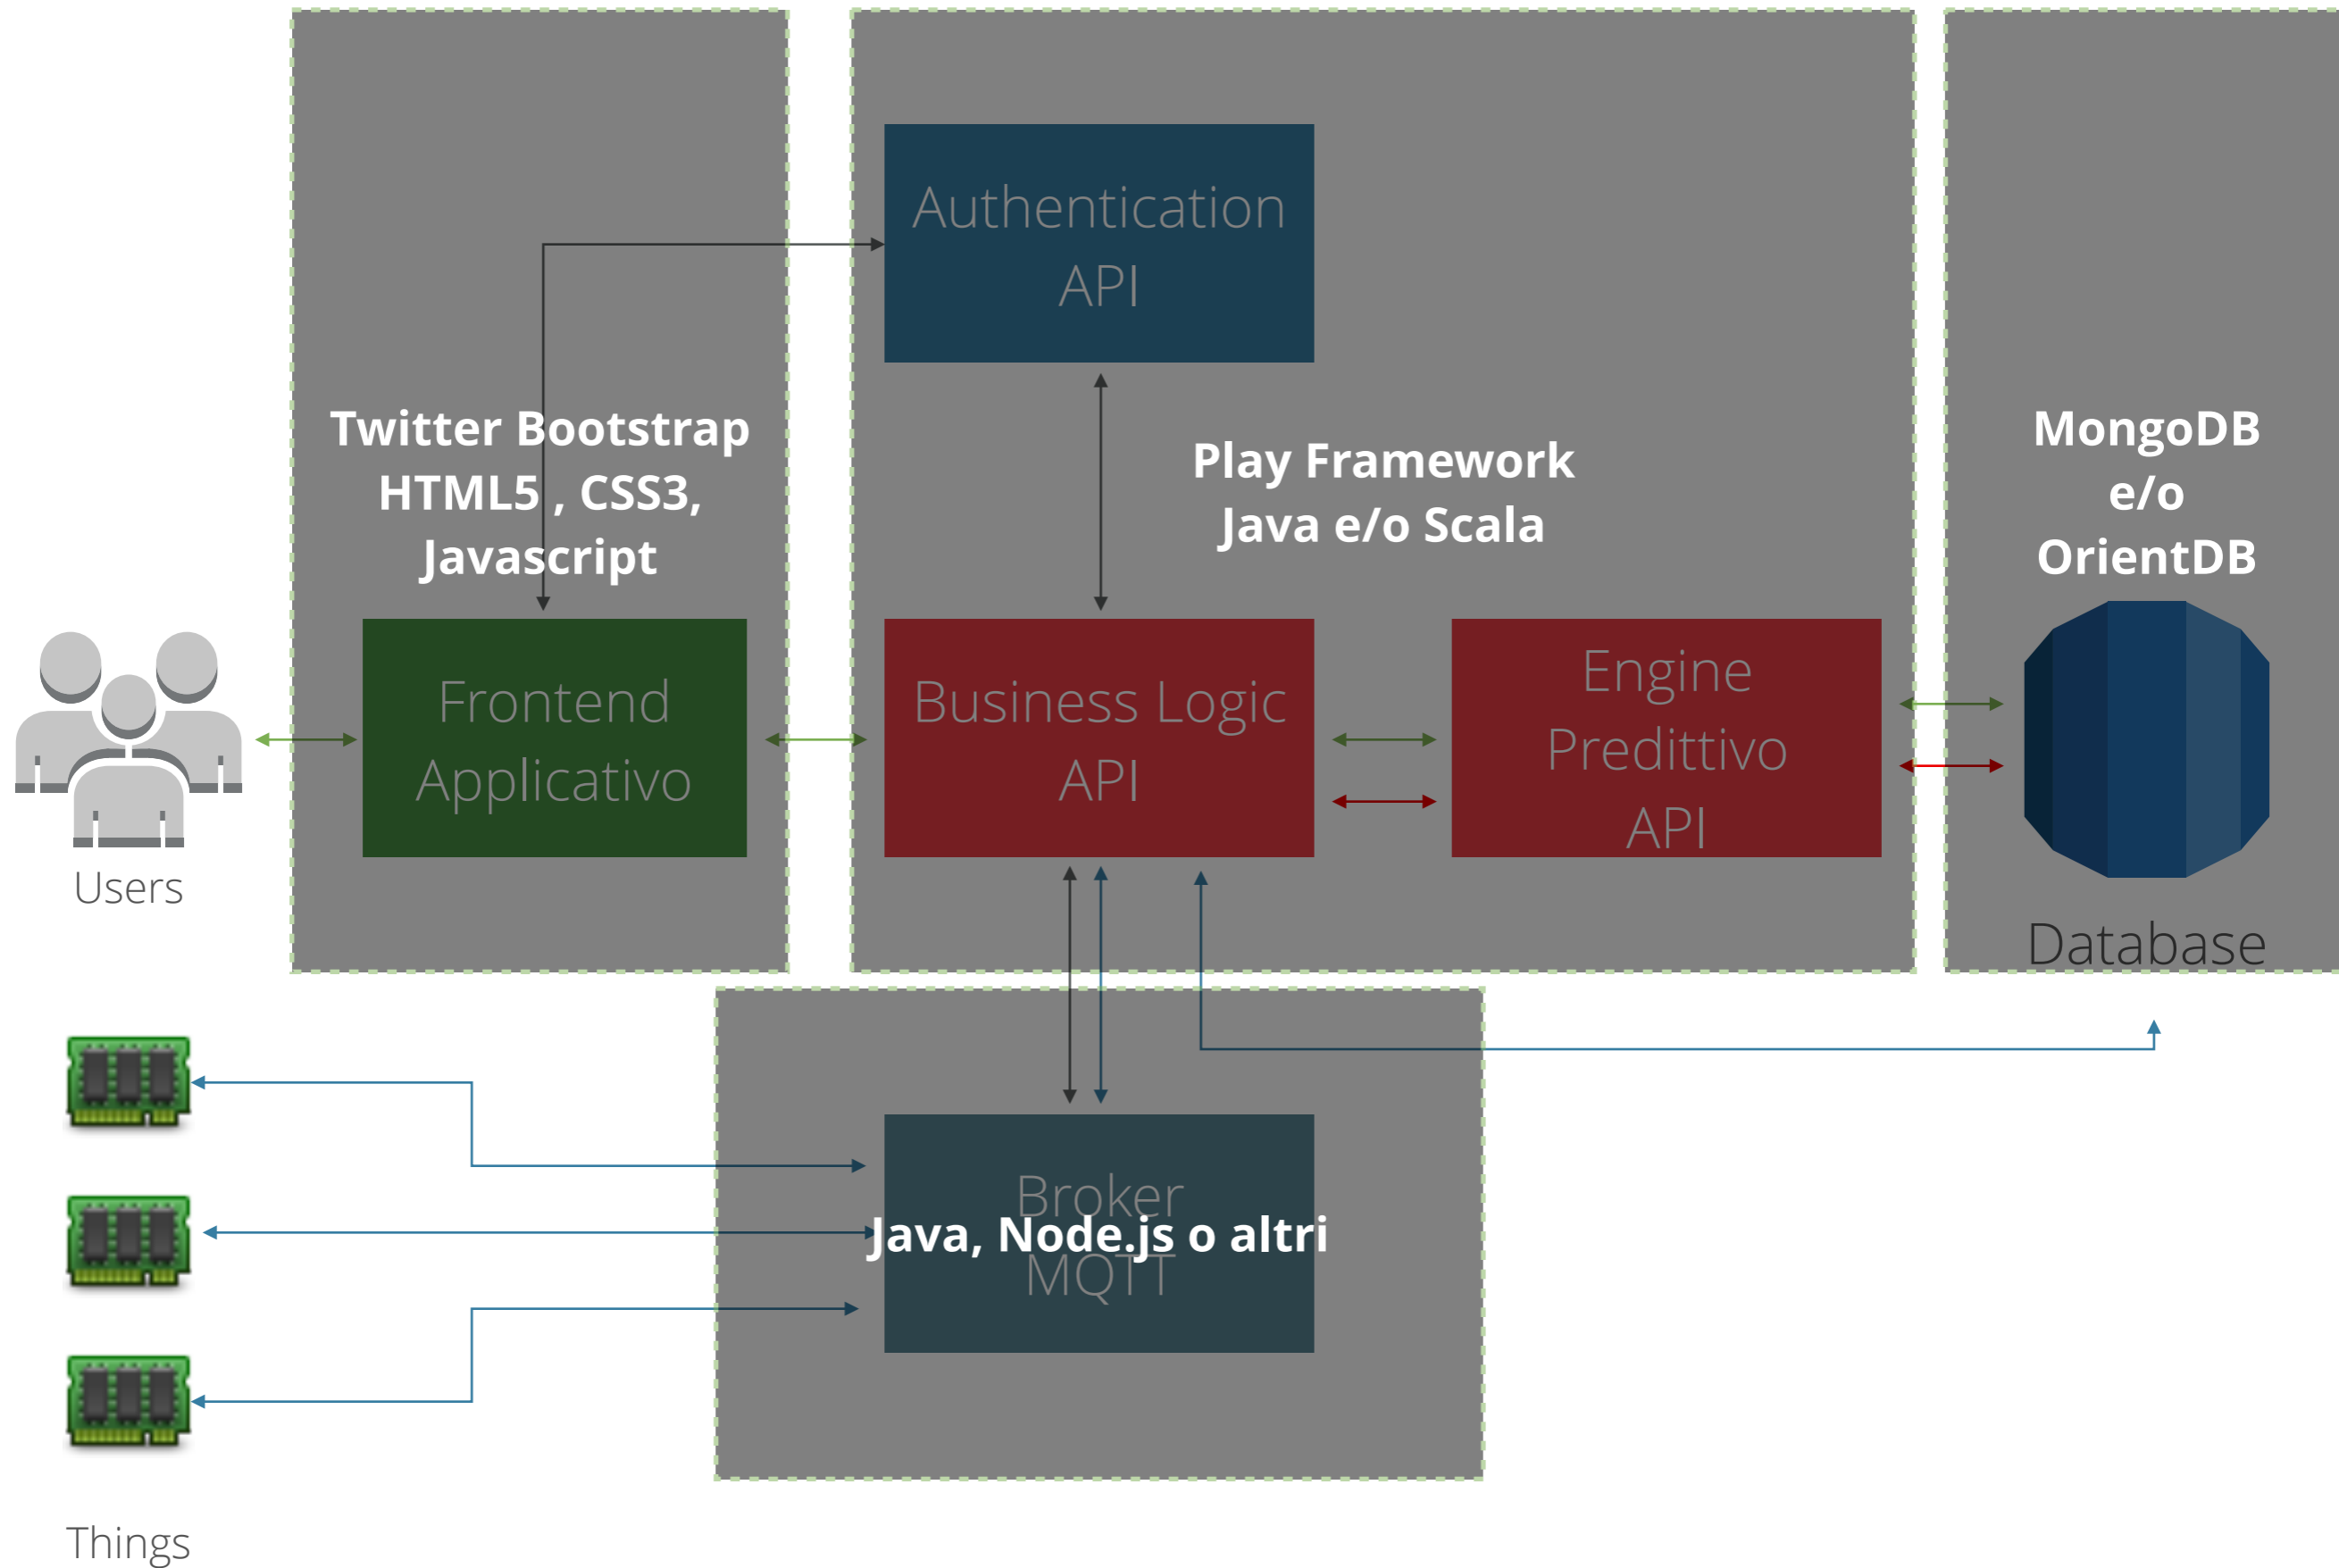 Authentication
API
Twitter Bootstrap
HTML5 , CSS3,
Javascript
Play Framework
Java e/o Scala
MongoDB
e/o
OrientDB
Frontend
Applicativo
Business Logic
API
Engine
Predittivo
API
Users
Database
Broker
MQTT
Java, Node.js o altri
Things